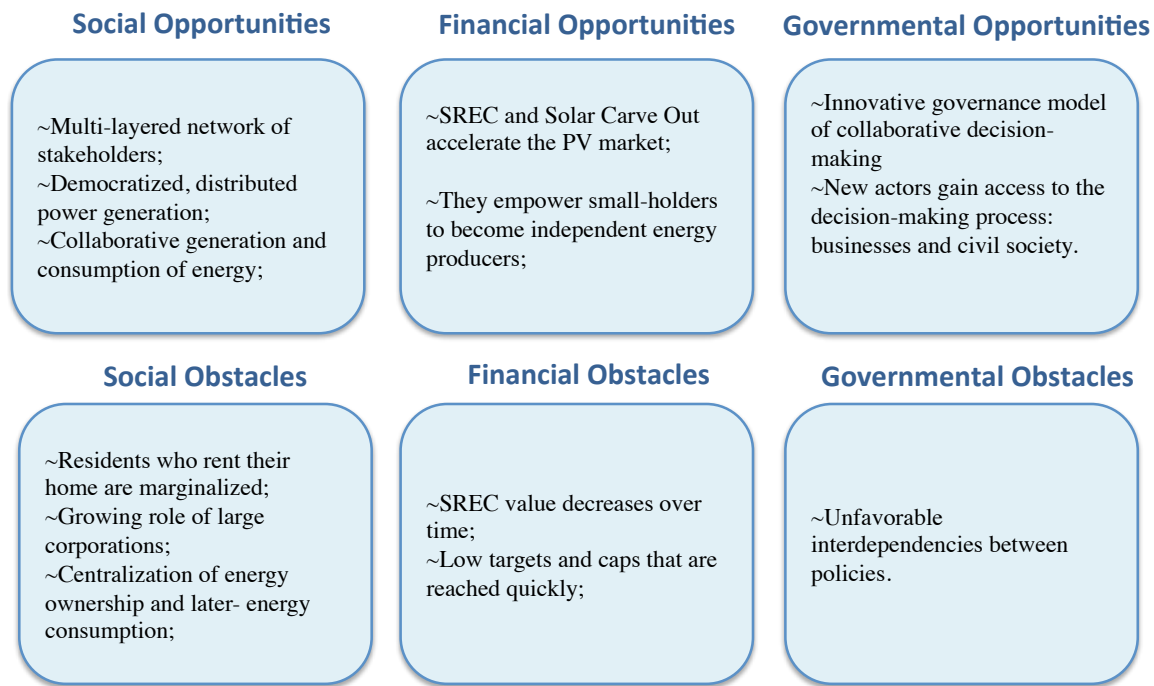 Social Opportunities
~Multi-layered network of
stakeholders;
~Democratized, distributed
power generation;
~Collaborative generation and
consumption of energy;
Financial Opportunities
~SREC and Solar Carve Out
accelerate the PV market;
~They empower small-holders
to become independent energy
producers;
Governmental Opportunities
~Innovative governance model
of collaborative decision-
making
~New actors gain access to the
decision-making process:
businesses and civil society.
Social Obstacles
~Residents who rent their
home are marginalized;
~Growing role of large
corporations;
~Centralization of energy
ownership and later- energy
consumption;
Financial Obstacles
~SREC value decreases over
time;
~Low targets and caps that are
reached quickly;
Governmental Obstacles
~Unfavorable
interdependencies between
policies.